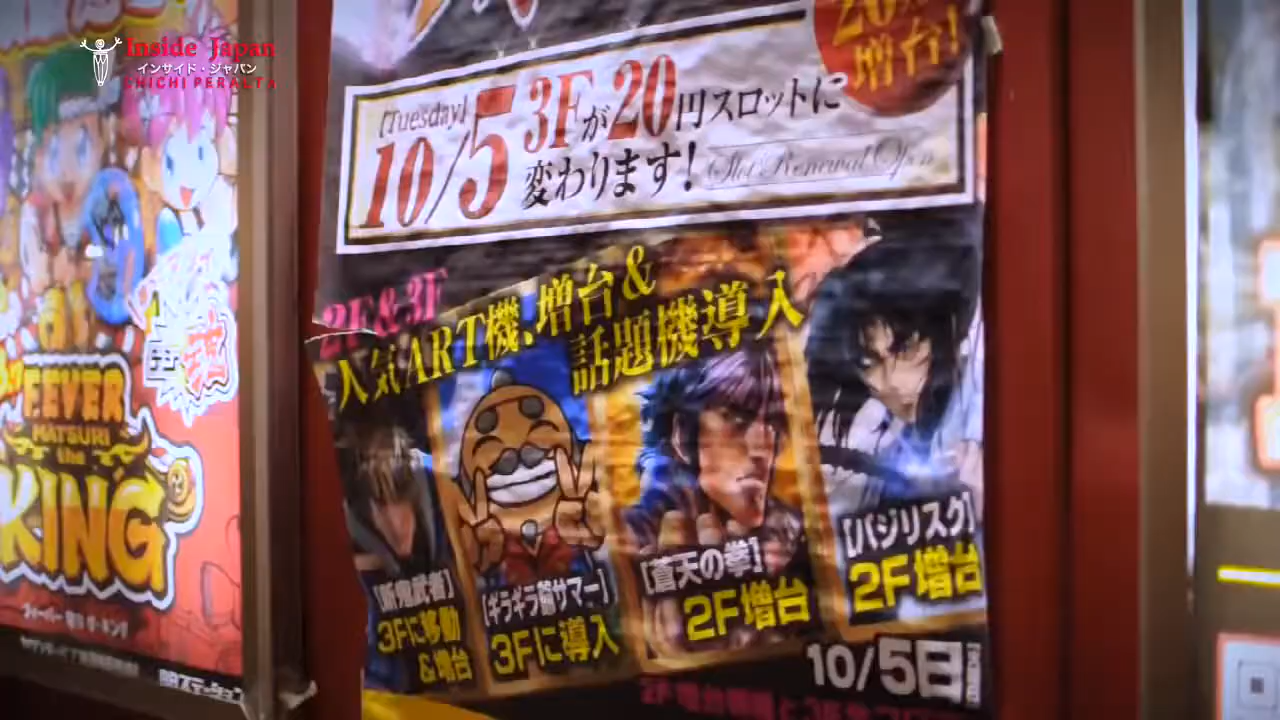 Inside Japan
インサイド・ジャパン
CHICHI PERALTA
増台!
[Tuesday]
10/5 3Fが20円スロットに
変わります!
Slot Renewal Open
2F&3F
人気ART機、増台&
話題機導入
[新鬼武者]
3Fに移動
&増台
[ギラギラ爺サマー]
3Fに導入
[蒼天の拳]
2F増台
[バジリスク]
2F増台
10/5日
魂
FEVER
MATSURI
THE
KING